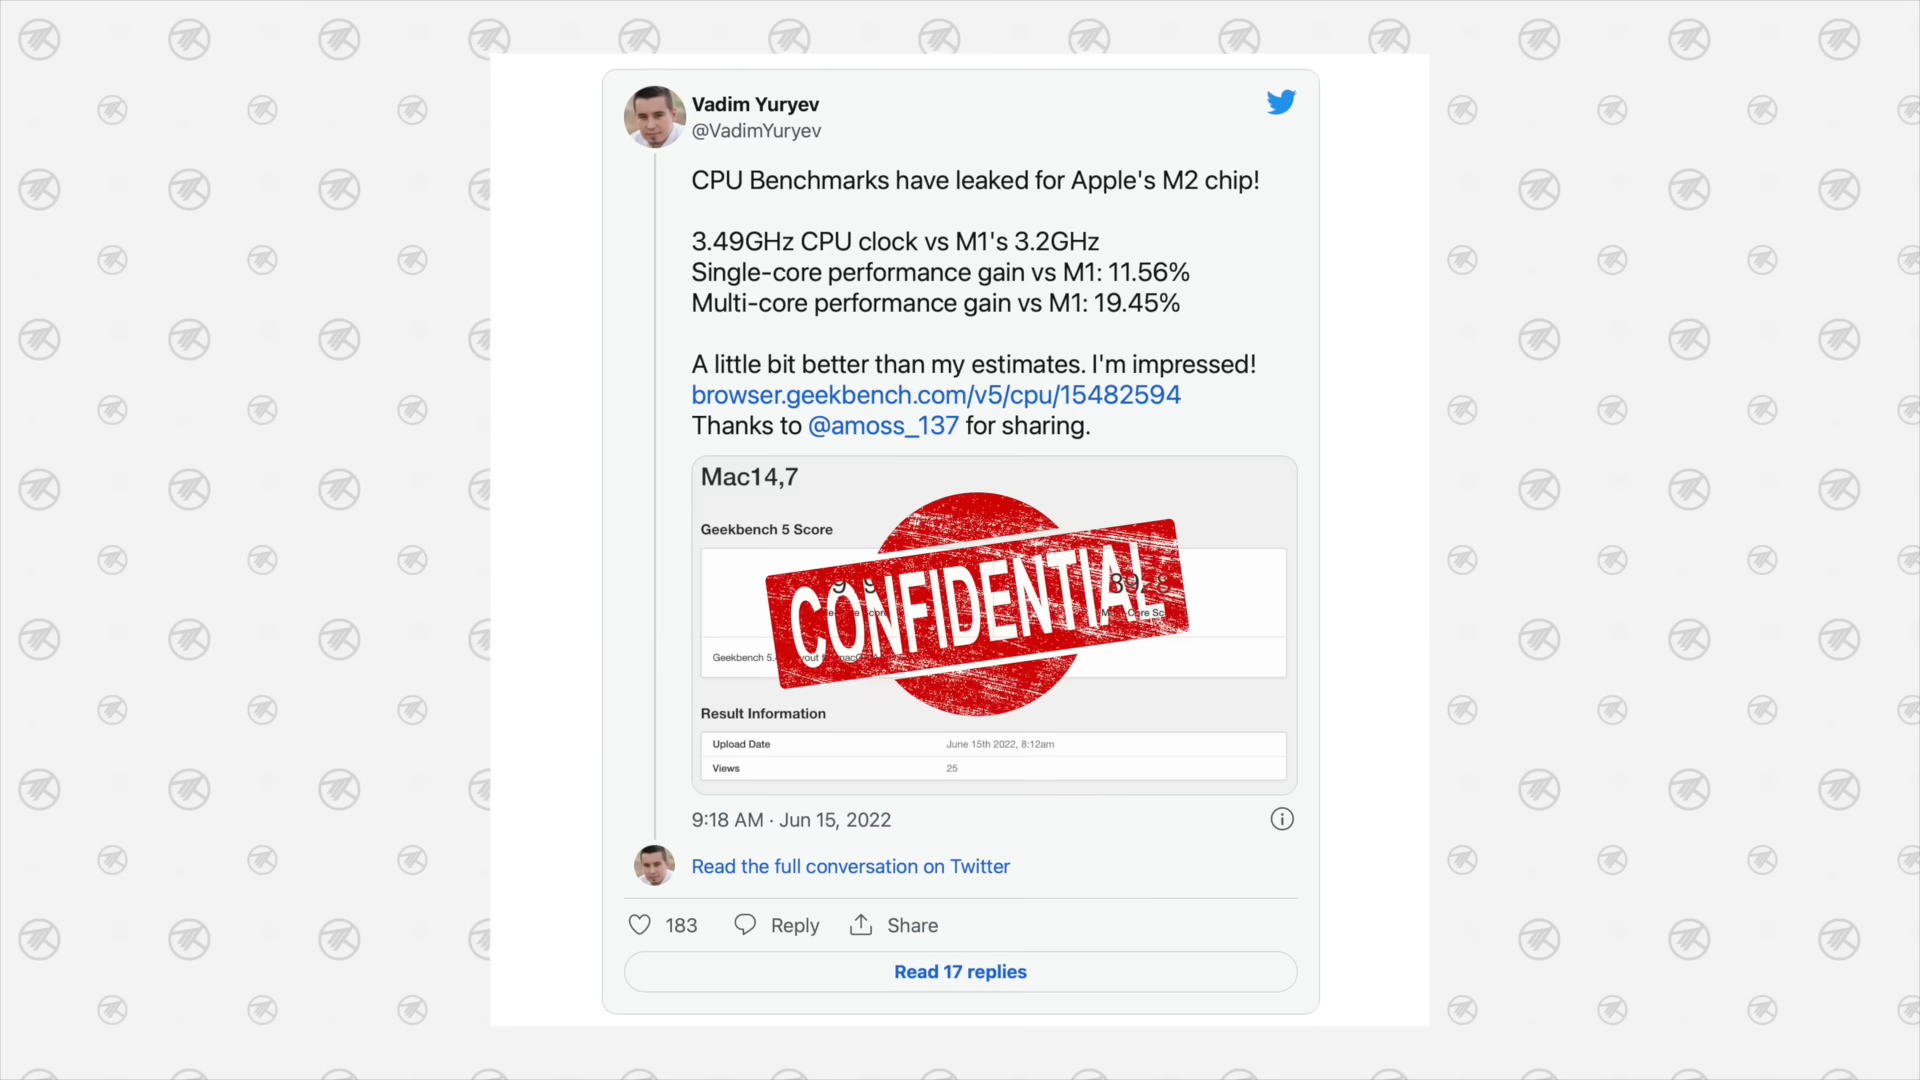 Vadim Yuryev
@VadimYuryev
CPU Benchmarks have leaked for Apple's M2 chip!
3.49GHz CPU clock vs M1's 3.2GHz
Single-core performance gain vs M1: 11.56%
Multi-core performance gain vs M1: 19.45%
A little bit better than my estimates. I'm impressed!
browser.geekbench.com/v5/cpu/15482594
Thanks to @amoss_137 for sharing.
Mac14,7
Geekbench 5 Score
CONFIDENTIAL
Geekbench 5.
Result Information
Upload Date June 15th 2022, 8:12am
Views 25
9:18 AM · Jun 15, 2022
Read the full conversation on Twitter
183 Reply Share
Read 17 replies